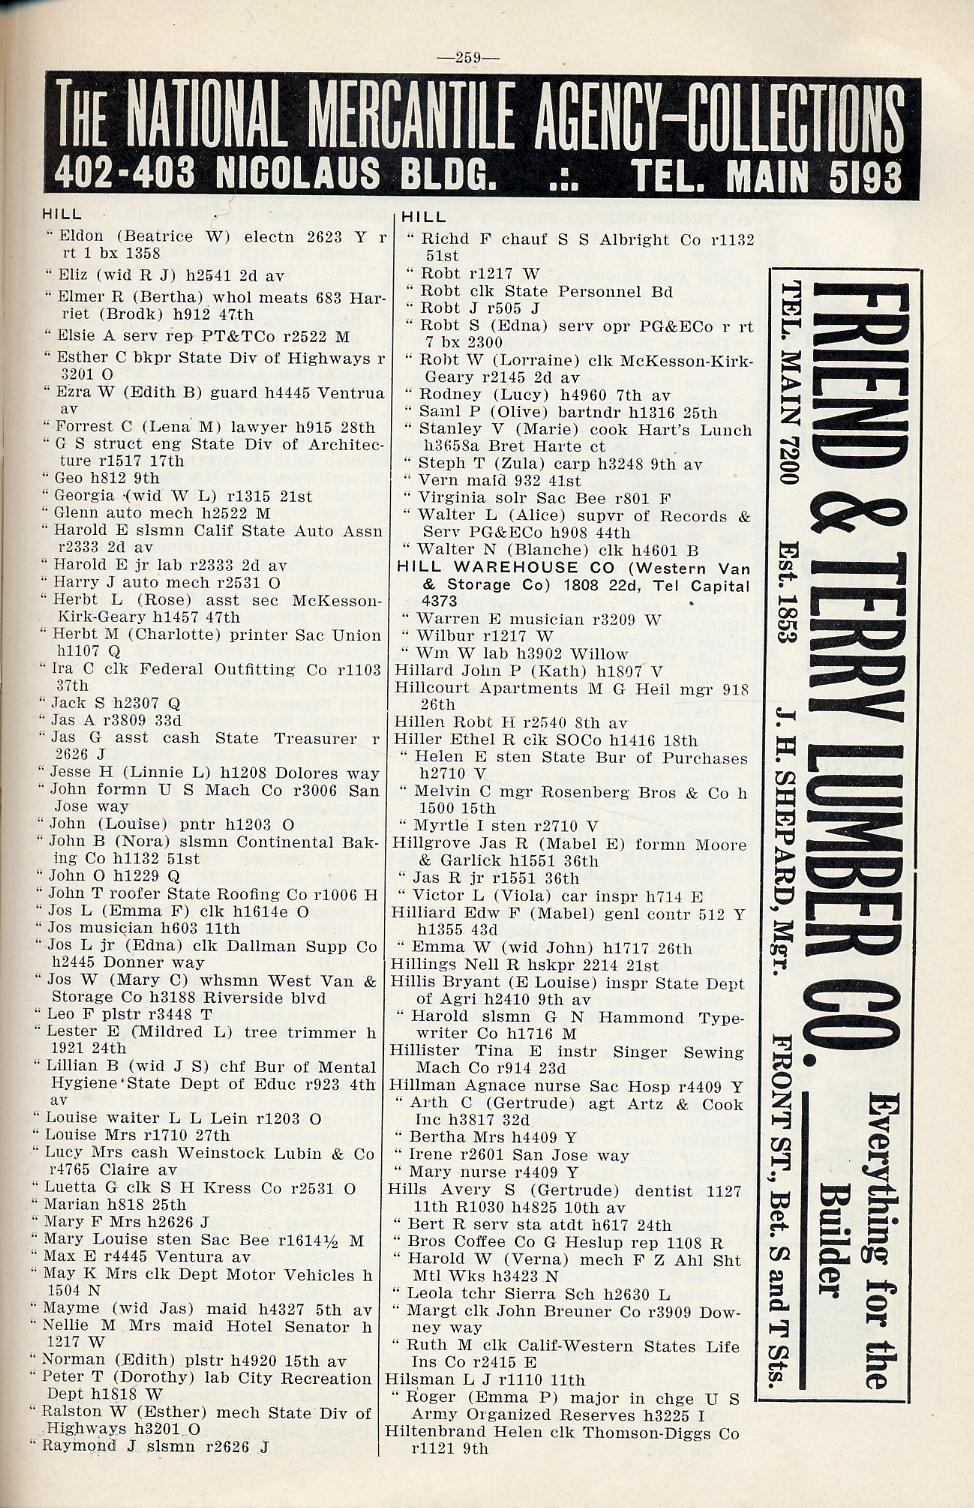 —259—
THE NATIONAL MERCANTILE AGENCY—COLLECTIONS
402-403 NICOLAUS BLDG. .:. TEL. MAIN 5193
HILL
“ Eldon (Beatrice W) electn 2623 Y r
rt 1 bx 1358
“ Eliz (wid R J) h2541 2d av
“ Elmer R (Bertha) whol meats 683 Har-
riet (Brodk) h912 47th
“ Elsie A serv rep PT&TCo r2522 M
“ Esther C bkpr State Div of Highways r
3201 O
“ Ezra W (Edith B) guard h4445 Ventrua
av
“ Forrest C (Lena M) lawyer h915 28th
“ G S struct eng State Div of Architec-
ture r1517 17th
“ Geo h812 9th
“ Georgia (wid W L) r1315 21st
“ Glenn auto mech h2522 M
“ Harold E slsmn Calif State Auto Assn
r2333 2d av
“ Harold E jr lab r2333 2d av
“ Harry J auto mech r2531 O
“ Herbt L (Rose) asst sec McKesson-
Kirk-Geary h1457 47th
“ Herbt M (Charlotte) printer Sac Union
h1107 Q
“ Ira C clk Federal Outfitting Co r1103
37th
“ Jack S h2307 Q
“ Jas A r3809 33d
“ Jas G asst cash State Treasurer r
2626 J
“ Jesse H (Linnie L) h1208 Dolores way
“ John formn U S Mach Co r3006 San
Jose way
“ John (Louise) pntr h1203 O
“ John B (Nora) slsmn Continental Bak-
ing Co h1132 51st
“ John O h1229 Q
“ John T roofer State Roofing Co r1006 H
“ Jos L (Emma F) clk h1614e O
“ Jos musician h603 11th
“ Jos L jr (Edna) clk Dallman Supp Co
h2445 Donner way
“ Jos W (Mary C) whsmn West Van &
Storage Co h3188 Riverside blvd
“ Leo F plstr r3448 T
“ Lester E (Mildred L) tree trimmer h
1921 24th
“ Lillian B (wid J S) chf Bur of Mental
Hygiene State Dept of Educ r923 4th
av
“ Louise waiter L L Lein r1203 O
“ Louise Mrs r1710 27th
“ Lucy Mrs cash Weinstock Lubin & Co
r4765 Claire av
“ Luetta G clk S H Kress Co r2531 O
“ Marian h818 25th
“ Mary F Mrs h2626 J
“ Mary Louise sten Sac Bee r1614½ M
“ Max E r4445 Ventura av
“ May K Mrs clk Dept Motor Vehicles h
1504 N
“ Mayme (wid Jas) maid h4327 5th av
“ Nellie M Mrs maid Hotel Senator h
1217 W
“ Norman (Edith) plstr h4920 15th av
“ Peter T (Dorothy) lab City Recreation
Dept h1818 W
“ Ralston W (Esther) mech State Div of
Highways h3201 O
“ Raymond J slsmn r2626 J
HILL
“ Richd F chauf S S Albright Co r1132
51st
“ Robt r1217 W
“ Robt clk State Personnel Bd
“ Robt J r505 J
“ Robt S (Edna) serv opr PG&ECo r rt
7 bx 2300
“ Robt W (Lorraine) clk McKesson-Kirk-
Geary r2145 2d av
“ Rodney (Lucy) h4960 7th av
“ Saml P (Olive) bartndr h1316 25th
“ Stanley V (Marie) cook Hart's Lunch
h3658a Bret Harte ct
“ Steph T (Zula) carp h3248 9th av
“ Vern maid 932 41st
“ Virginia solr Sac Bee r801 F
“ Walter L (Alice) supvr of Records &
Serv PG&ECo h908 44th
“ Walter N (Blanche) clk h4601 B
HILL WAREHOUSE CO (Western Van
& Storage Co) 1808 22d, Tel Capital
4373
“ Warren E musician r3209 W
“ Wilbur r1217 W
“ Wm W lab h3902 Willow
Hillard John P (Kath) h1807 V
Hillcourt Apartments M G Heil mgr 918
26th
Hillen Robt H r2540 8th av
Hiller Ethel R clk SOCo h1416 18th
“ Helen E sten State Bur of Purchases
h2710 V
“ Melvin C mgr Rosenberg Bros & Co h
1500 15th
“ Myrtle I sten r2710 V
Hillgrove Jas R (Mabel E) formn Moore
& Garlick h1551 36th
“ Jas R jr r1551 36th
“ Victor L (Viola) car inspr h714 E
Hilliard Edw F (Mabel) genl contr 512 Y
h1355 43d
“ Emma W (wid John) h1717 26th
Hillings Nell R hskpr 2214 21st
Hillis Bryant (E Louise) inspr State Dept
of Agri h2410 9th av
“ Harold slsmn G N Hammond Type-
writer Co h1716 M
Hillister Tina E instr Singer Sewing
Mach Co r914 23d
Hillman Agnace nurse Sac Hosp r4409 Y
“ Arth C (Gertrude) agt Artz & Cook
Inc h3817 32d
“ Bertha Mrs h4409 Y
“ Irene r2601 San Jose way
“ Mary nurse r4409 Y
Hills Avery S (Gertrude) dentist 1127
11th R1030 h4825 10th av
“ Bert R serv sta atdt h617 24th
“ Bros Coffee Co G Heslup rep 1108 R
“ Harold W (Verna) mech F Z Ahl Sht
Mtl Wks h3423 N
“ Leola tchr Sierra Sch h2630 L
“ Margt clk John Breuner Co r3909 Dow-
ney way
“ Ruth M clk Calif-Western States Life
Ins Co r2415 E
Hilsman L J r1110 11th
“ Roger (Emma P) major in chge U S
Army Organized Reserves h3225 I
Hiltenbrand Helen clk Thomson-Diggs Co
r1121 9th
FRIEND & TERRY LUMBER CO.
Everything for the
Builder
TEL. MAIN 7200 Est. 1853 J. H. SHEPARD, Mgr. FRONT ST., Bet. S and T Sts.